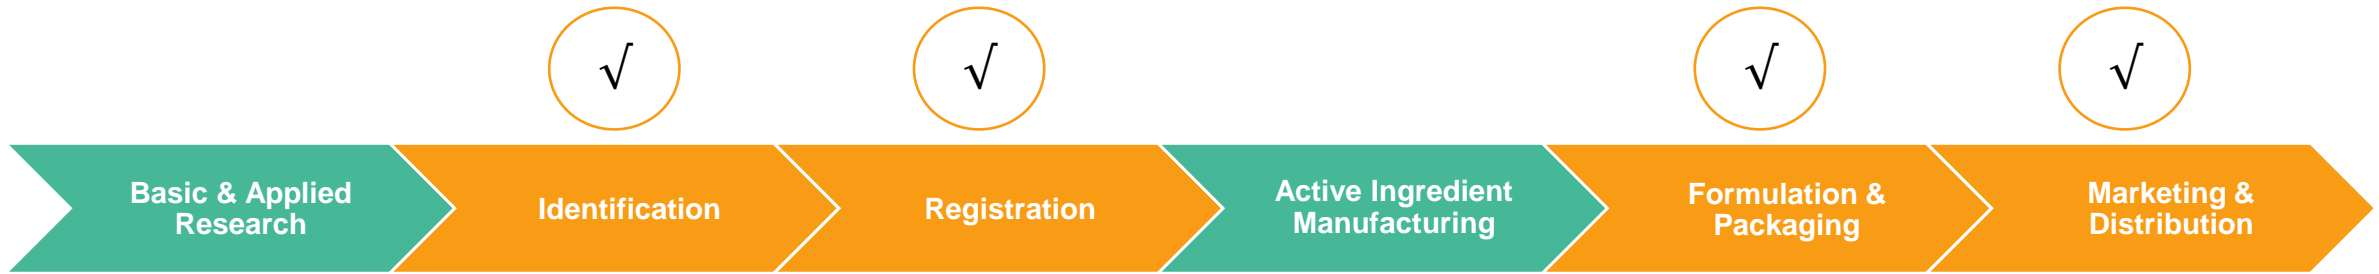 √ √ √ √
Basic & Applied
Research
Identification
Registration
Active Ingredient
Manufacturing
Formulation &
Packaging
Marketing &
Distribution